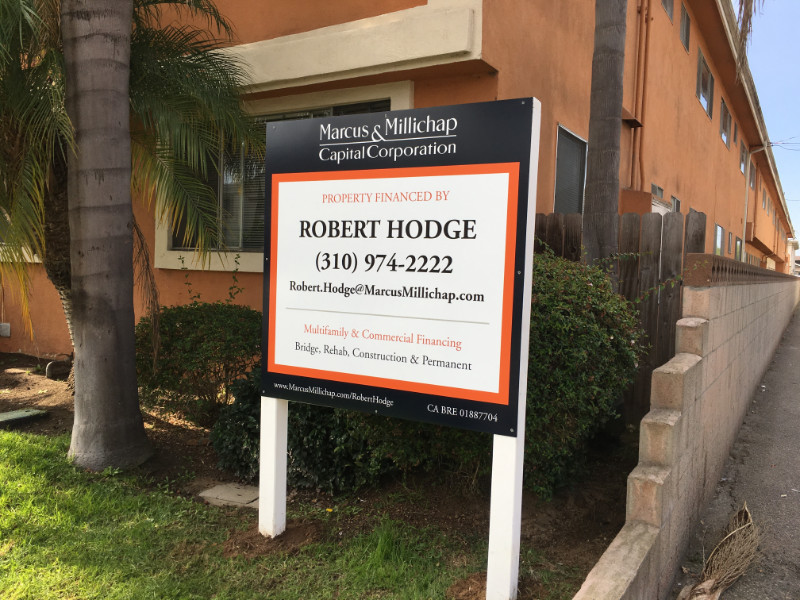 Marcus & Millichap
Capital Corporation
PROPERTY FINANCED BY
ROBERT HODGE
(310) 974-2222
Robert.Hodge@MarcusMillichap.com
Multifamily & Commercial Financing
Bridge, Rehab, Construction & Permanent
www.MarcusMillichap.com/RobertHodge
CA BRE 01887704